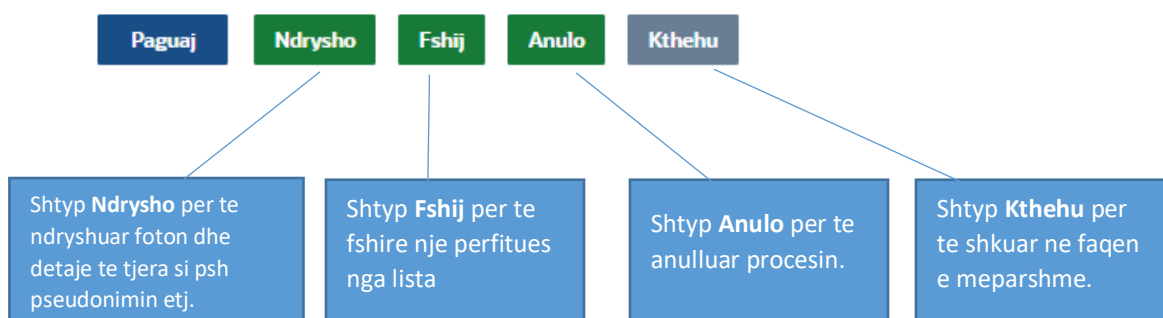 Paguaj
Ndrysho
Fshij
Anulo
Kthehu
Shtyp Ndrysho per te
ndryshuar foton dhe
detaje te tjera si psh
pseudonimin etj.
Shtyp Fshij per te
fshire nje perfitues
nga lista
Shtyp Anulo per te
anulluar procesin.
Shtyp Kthehu per
te shkuar ne faqen
e meparshme.